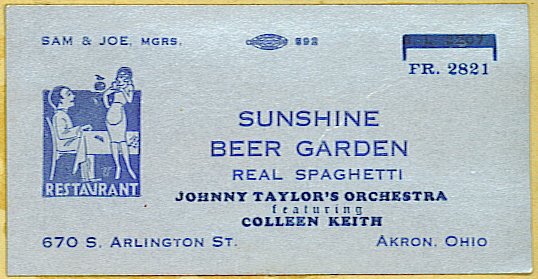 SAM & JOE, MGRS.
892
FR. 2821
SUNSHINE
BEER GARDEN
REAL SPAGHETTI
RESTAURANT
JOHNNY TAYLOR'S ORCHESTRA
featuring
COLLEEN KEITH
670 S. ARLINGTON ST.
AKRON, OHIO